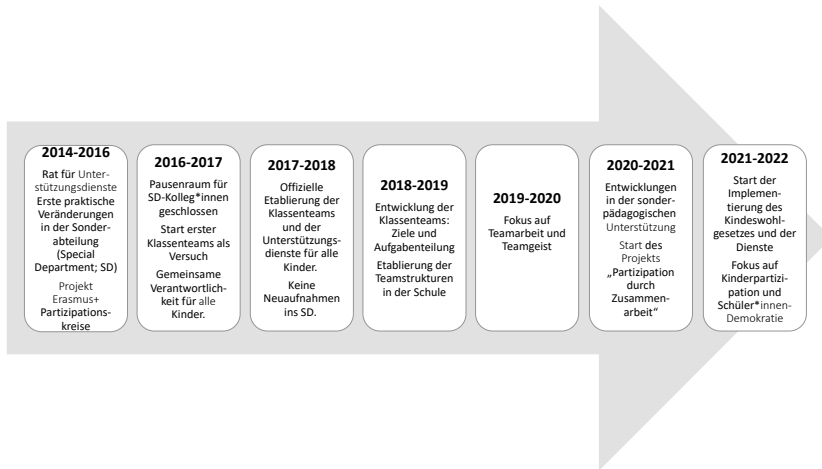 2014-2016
Rat für Unter-
stützungsdienste
Erste praktische
Veränderungen
in der Sonder-
abteilung
(Special
Department; SD)
Projekt
Erasmus+
Partizipations-
kreise
2016-2017
Pausenraum für
SD-Kolleg*innen
geschlossen
Start erster
Klassenteams als
Versuch
Gemeinsame
Verantwortlich-
keit für alle
Kinder.
2017-2018
Offizielle
Etablierung der
Klassenteams
und der
Unterstützungs-
dienste für alle
Kinder.
Keine
Neuaufnahmen
ins SD.
2018-2019
Entwicklung der
Klassenteams:
Ziele und
Aufgabenteilung
Etablierung der
Teamstrukturen
in der Schule
2019-2020
Fokus auf
Teamarbeit und
Teamgeist
2020-2021
Entwicklungen
in der sonder-
pädagogischen
Unterstützung
Start des
Projekts
„Partizipation
durch
Zusammen-
arbeit“
2021-2022
Start der
Implemen-
tierung des
Kindeswohl-
gesetzes und der
Dienste
Fokus auf
Kinderpartizi-
pation und
Schüler*innen-
Demokratie